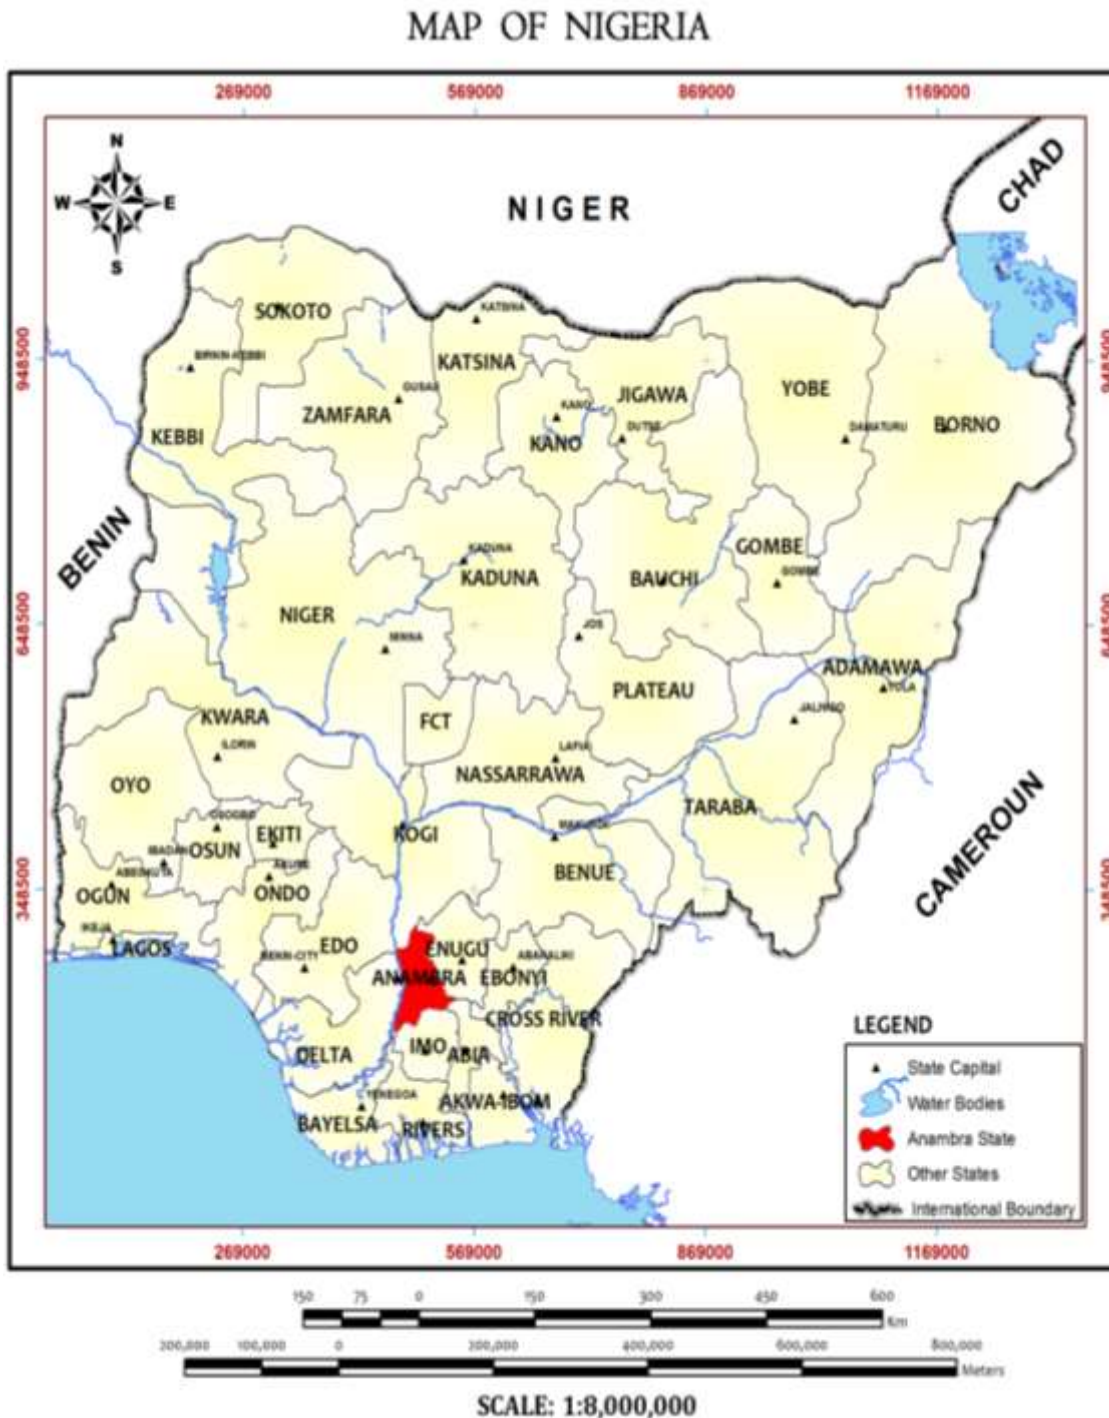 MAP OF NIGERIA
269000 569000 869000 1169000
N
W E
S
NIGER
CHAD
SOKOTO
KATSINA
948500 948500
BIRNIN-KEBBI
KATSINA
GUSAU
JIGAWA
YOBE
ZAMFARA
KANO
KEBBI
KANO
DUTSE
DAMATURU
BORNO
BENIN
KADUNA
KADUNA
GOMBE
GOMBE
BAUCHI
NIGER
648500 648500
MINNA
JOS
ADAMAWA
YOLA
PLATEAU
KWARA
FCT
JALINGO
ILORIN
LAFIA
NASSARRAWA
OYO
TARABA
OSOGBO
EKITI
KOGI
MAKURDI
IBADAN
OSUN
AKURE
BENUE
ABEOKUTA
OGUN
ONDO
348500 348500
CAMEROUN
IKEJA
LAGOS
EDO
BENIN-CITY
ENUGU
ABAKALIKI
ANAMBRA
EBONYI
CROSS RIVER
DELTA
IMO
ABIA
YENEGOA
BAYELSA
RIVERS
AKWA-IBOM
LEGEND
State Capital
Water Bodies
Anambra State
Other States
International Boundary
269000 569000 869000 1169000
150 75 0 150 300 450 600
Km
200,000 100,000 0 200,000 400,000 600,000 800,000
Meters
SCALE: 1:8,000,000